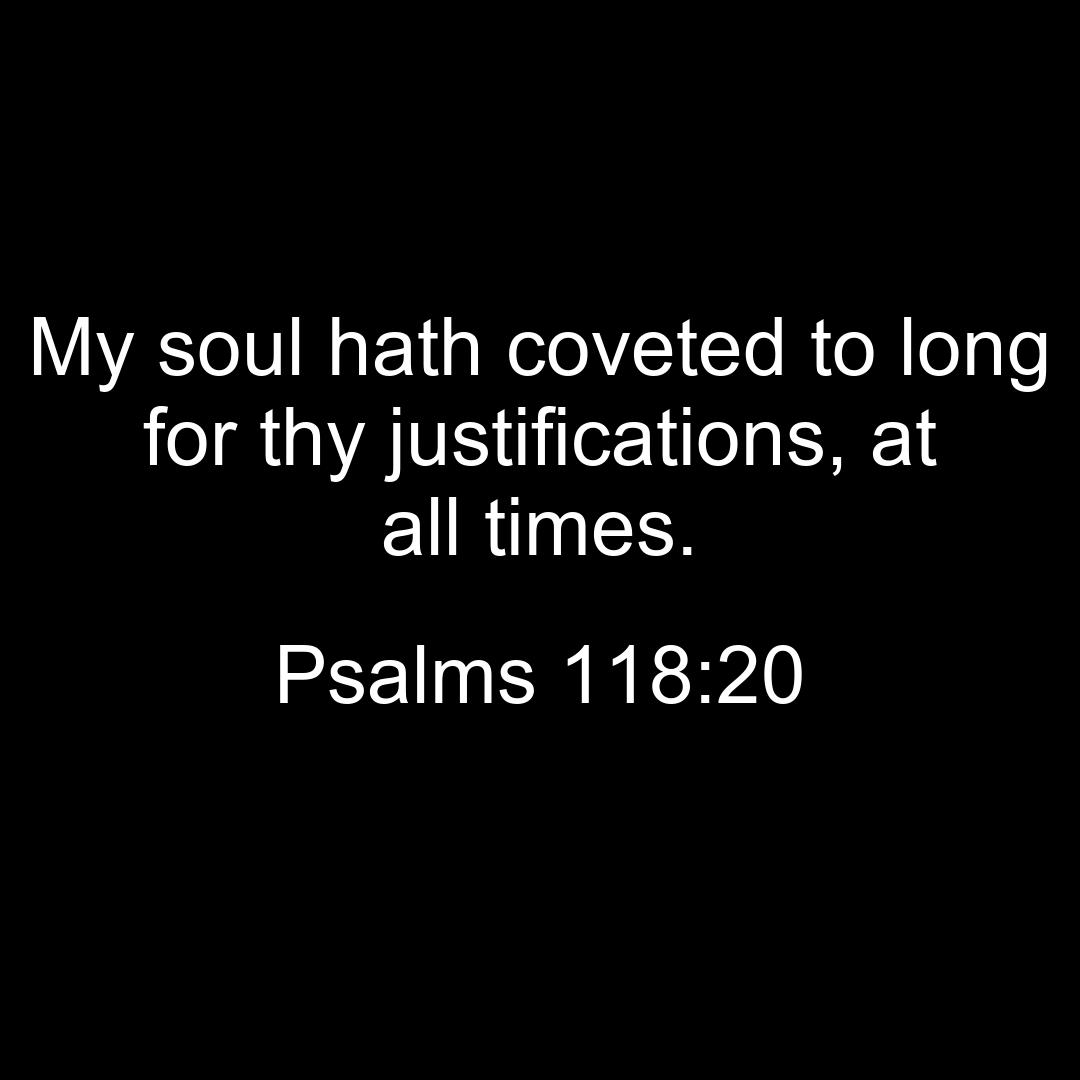 My soul hath coveted to long
for thy justifications, at
all times.
Psalms 118:20